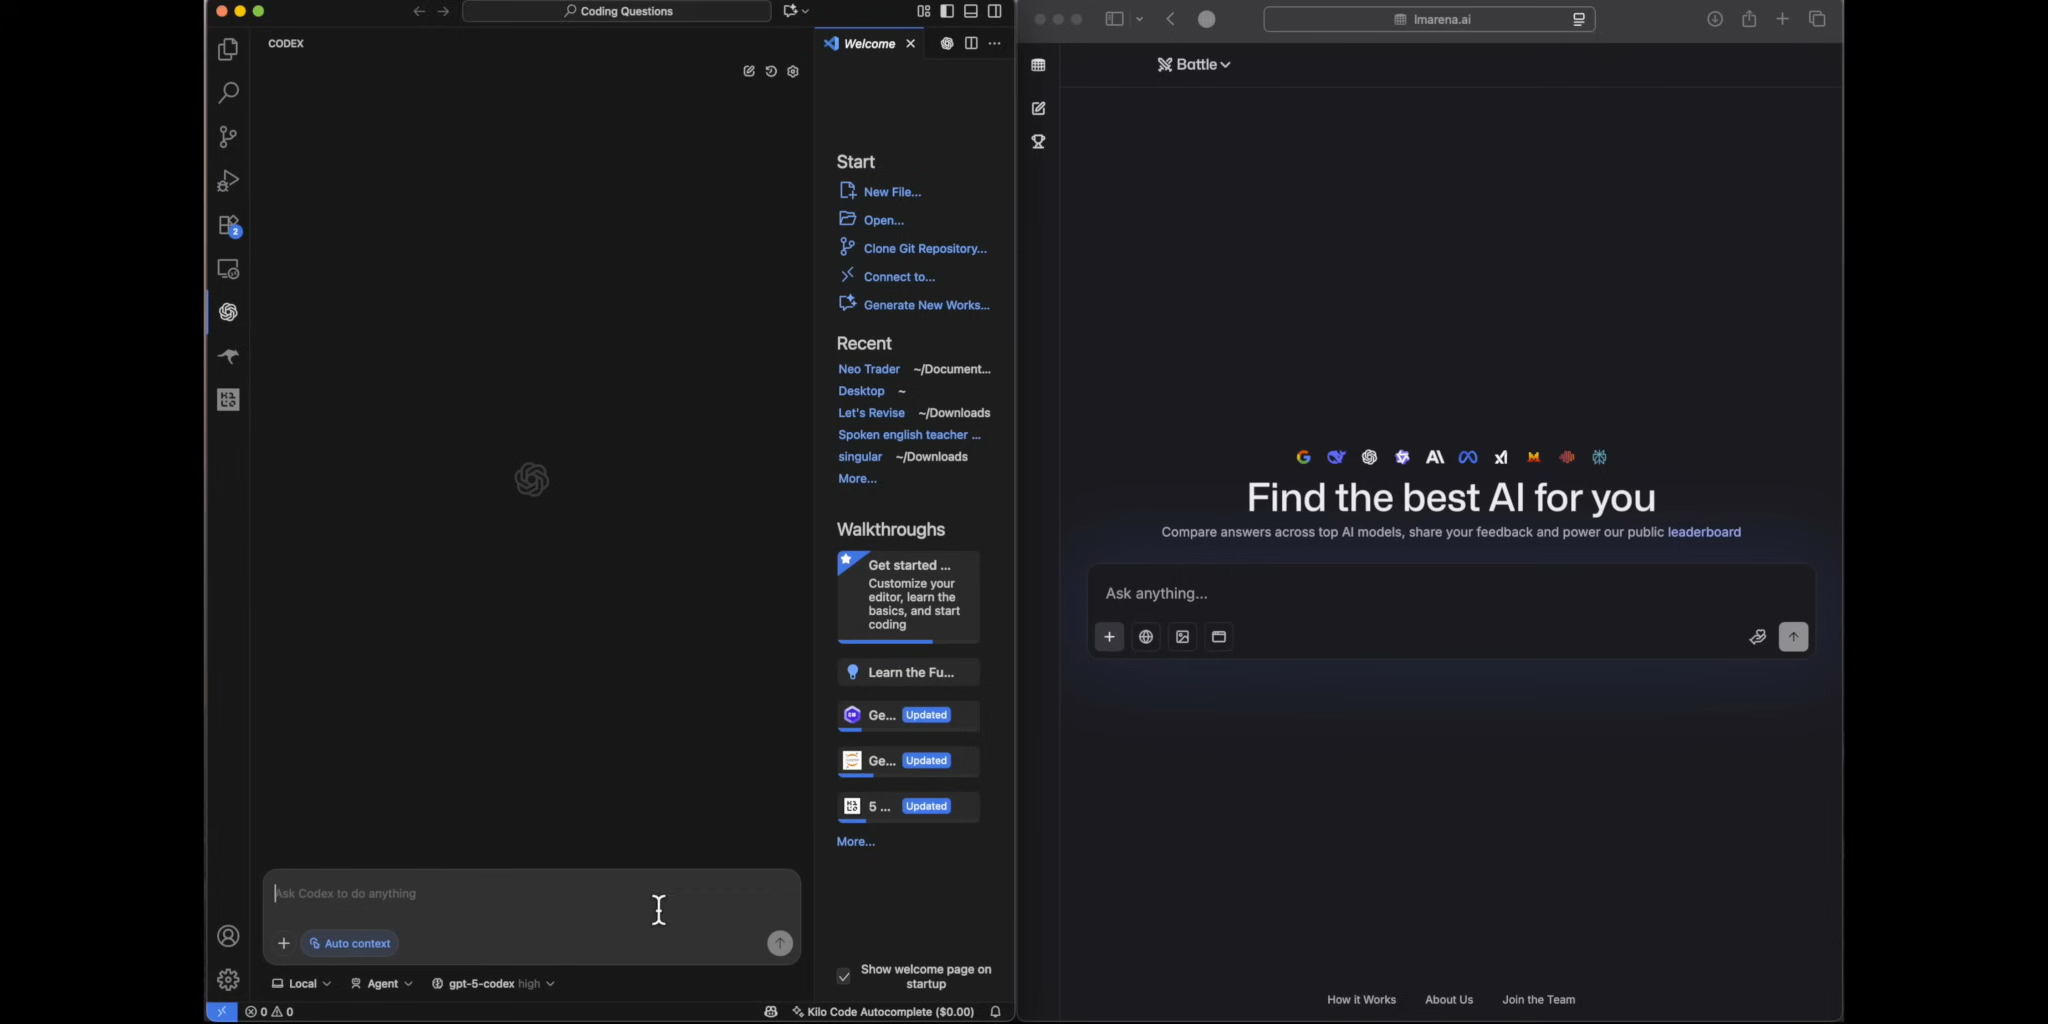 Coding Questions
CODEX
Welcome
Start
New File...
Open...
Clone Git Repository...
Connect to...
Generate New Works...
Recent
Neo Trader ~/Document...
Desktop ~
Let's Revise ~/Downloads
Spoken english teacher ...
singular ~/Downloads
More...
Walkthroughs
Get started ...
Customize your
editor, learn the
basics, and start
coding
Learn the Fu...
Ge... Updated
Ge... Updated
5 ... Updated
More...
Show welcome page on
startup
2
Ask Codex to do anything
Auto context
Local
Agent
gpt-5-codex high
0 0
Kilo Code Autocomplete ($0.00)
lmarena.ai
Battle
Find the best AI for you
Compare answers across top AI models, share your feedback and power our public leaderboard
Ask anything...
How it Works About Us Join the Team